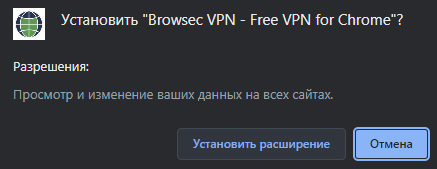 Установить "Browsec VPN - Free VPN for Chrome"?
Разрешения:
Просмотр и изменение ваших данных на всех сайтах.
Установить расширение Отмена